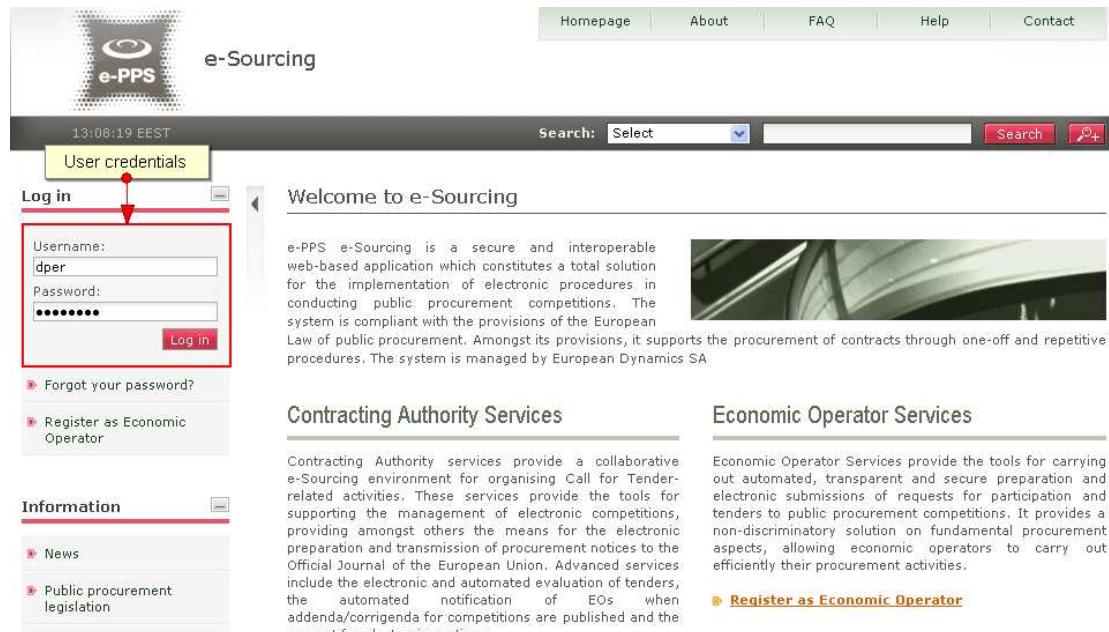 Homepage About FAQ Help Contact
e-PPS
e-Sourcing
13:08:19 EEST
Search: Select Search
User credentials
Log in
Username:
dper
Password:
••••••••
Log in
Forgot your password?
Register as Economic
Operator
Information
News
Public procurement
legislation
Welcome to e-Sourcing
e-PPS e-Sourcing is a secure and interoperable
web-based application which constitutes a total solution
for the implementation of electronic procedures in
conducting public procurement competitions. The
system is compliant with the provisions of the European
Law of public procurement. Amongst its provisions, it supports the procurement of contracts through one-off and repetitive
procedures. The system is managed by European Dynamics SA
Contracting Authority Services
Contracting Authority services provide a collaborative
e-Sourcing environment for organising Call for Tender-
related activities. These services provide the tools for
supporting the management of electronic competitions,
providing amongst others the means for the electronic
preparation and transmission of procurement notices to the
Official Journal of the European Union. Advanced services
include the electronic and automated evaluation of tenders,
the automated notification of EOs when
addenda/corrigenda for competitions are published and the
Economic Operator Services
Economic Operator Services provide the tools for carrying
out automated, transparent and secure preparation and
electronic submissions of requests for participation and
tenders to public procurement competitions. It provides a
non-discriminatory solution on fundamental procurement
aspects, allowing economic operators to carry out
efficiently their procurement activities.
Register as Economic Operator